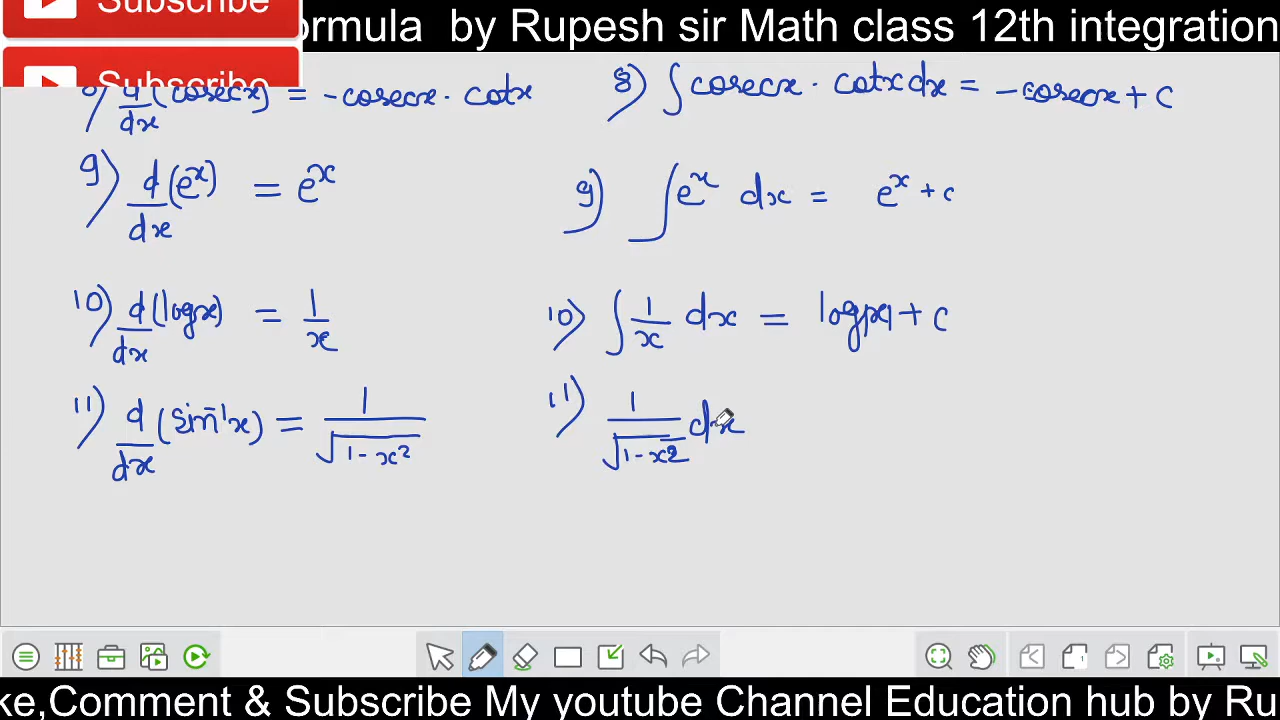 Subscribe
ormula by Rupesh sir Math class 12th integration
Subscribe
8) d/dx (cosecx) = -cosecx · cotx
8) ∫ cosecx · cotx dx = -cosecx + c
9) d/dx (e^x) = e^x
9) ∫ e^x dx = e^x + c
10) d/dx (logx) = 1/x
10) ∫ 1/x dx = log|x| + c
11) d/dx (sin⁻¹x) = 1/√(1-x²)
11) 1/√(1-x²) dx
ke,Comment & Subscribe My youtube Channel Education hub by Ru